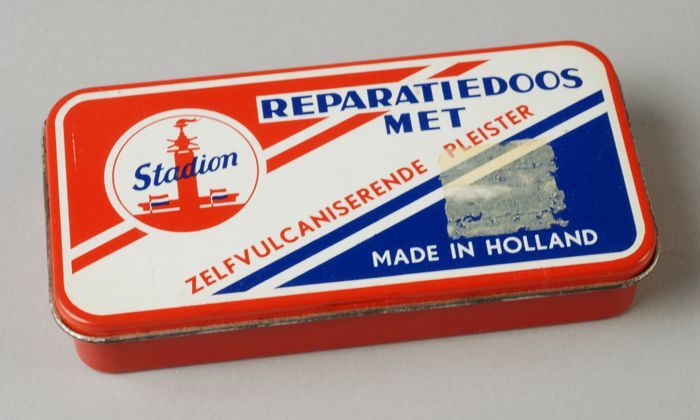 REPARATIEDOOS
MET
Stadion
ZELFVULCANISERENDE PLEISTER
MADE IN HOLLAND